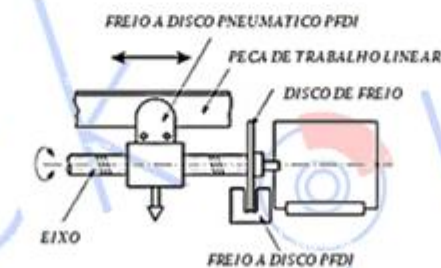 FREIO A DISCO PNEUMATICO PFDI
PECA DE TRABALHO LINEAR
DISCO DE FREIO
EIXO
FREIO A DISCO PFDI